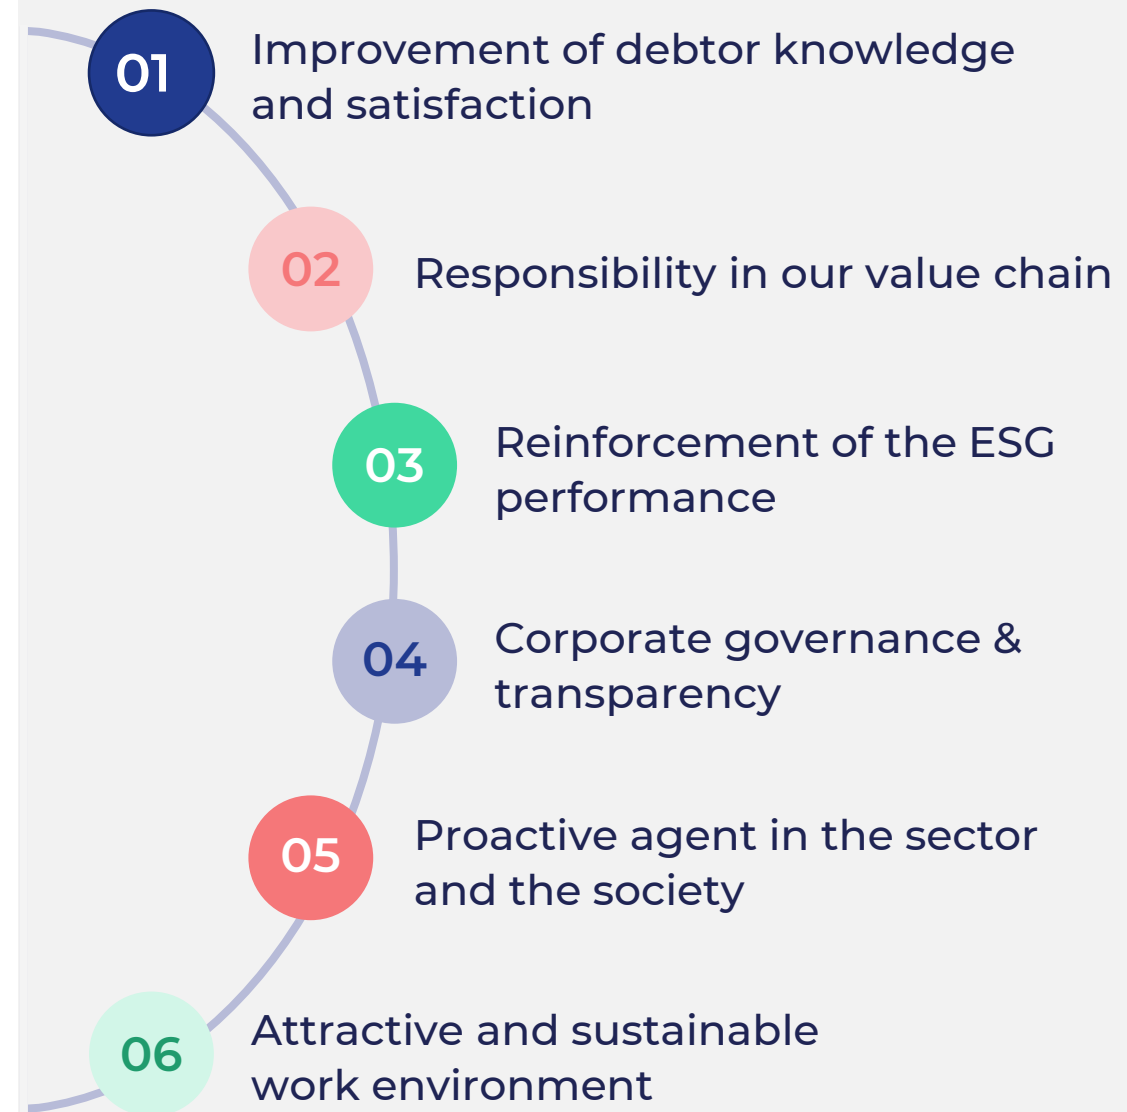 01
Improvement of debtor knowledge
and satisfaction
02
Responsibility in our value chain
03
Reinforcement of the ESG
performance
04
Corporate governance &
transparency
05
Proactive agent in the sector
and the society
06
Attractive and sustainable
work environment